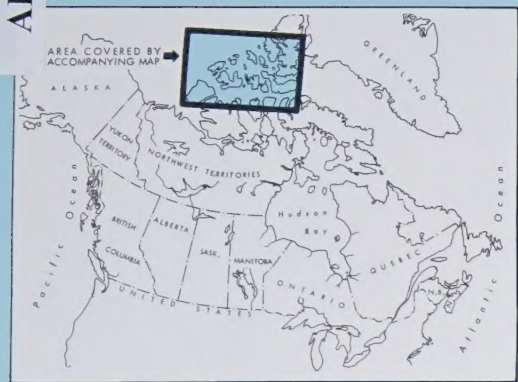 AREA COVERED BY
ACCOMPANYING MAP
GREENLAND
ALASKA
YUKON
TERRITORY
NORTHWEST TERRITORIES
Pacific Ocean
BRITISH
COLUMBIA
ALBERTA
SASK.
MANITOBA
Hudson
Bay
ONTARIO
QUEBEC
N.B.
UNITED STATES
Atlantic Ocean